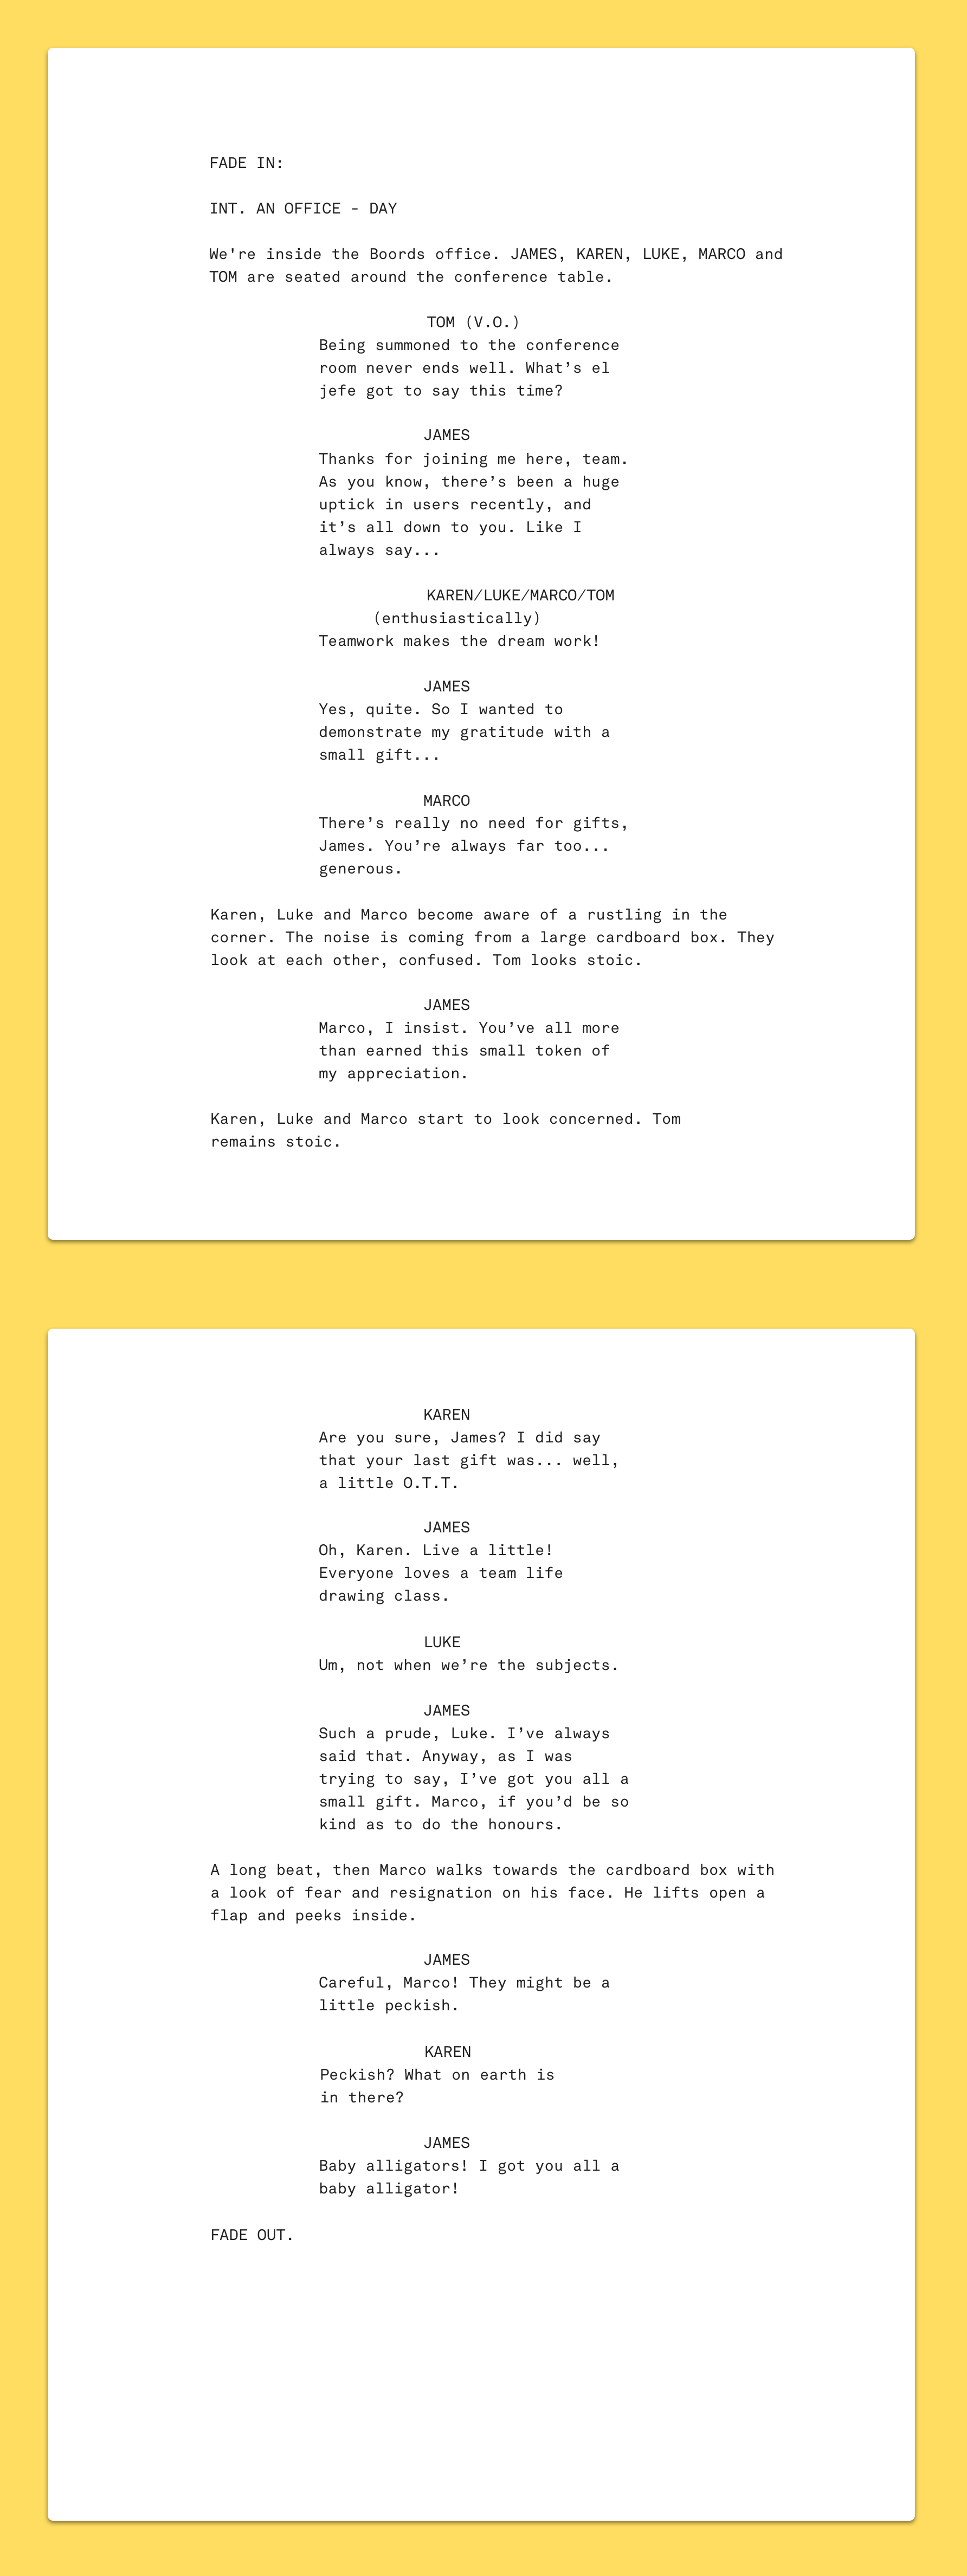 FADE IN:
INT. AN OFFICE - DAY
We're inside the Boords office. JAMES, KAREN, LUKE, MARCO and
TOM are seated around the conference table.
TOM (V.O.)
Being summoned to the conference
room never ends well. What’s el
jefe got to say this time?
JAMES
Thanks for joining me here, team.
As you know, there’s been a huge
uptick in users recently, and
it’s all down to you. Like I
always say...
KAREN/LUKE/MARCO/TOM
(enthusiastically)
Teamwork makes the dream work!
JAMES
Yes, quite. So I wanted to
demonstrate my gratitude with a
small gift...
MARCO
There’s really no need for gifts,
James. You’re always far too...
generous.
Karen, Luke and Marco become aware of a rustling in the
corner. The noise is coming from a large cardboard box. They
look at each other, confused. Tom looks stoic.
JAMES
Marco, I insist. You’ve all more
than earned this small token of
my appreciation.
Karen, Luke and Marco start to look concerned. Tom
remains stoic.
KAREN
Are you sure, James? I did say
that your last gift was... well,
a little O.T.T.
JAMES
Oh, Karen. Live a little!
Everyone loves a team life
drawing class.
LUKE
Um, not when we’re the subjects.
JAMES
Such a prude, Luke. I’ve always
said that. Anyway, as I was
trying to say, I’ve got you all a
small gift. Marco, if you’d be so
kind as to do the honours.
A long beat, then Marco walks towards the cardboard box with
a look of fear and resignation on his face. He lifts open a
flap and peeks inside.
JAMES
Careful, Marco! They might be a
little peckish.
KAREN
Peckish? What on earth is
in there?
JAMES
Baby alligators! I got you all a
baby alligator!
FADE OUT.